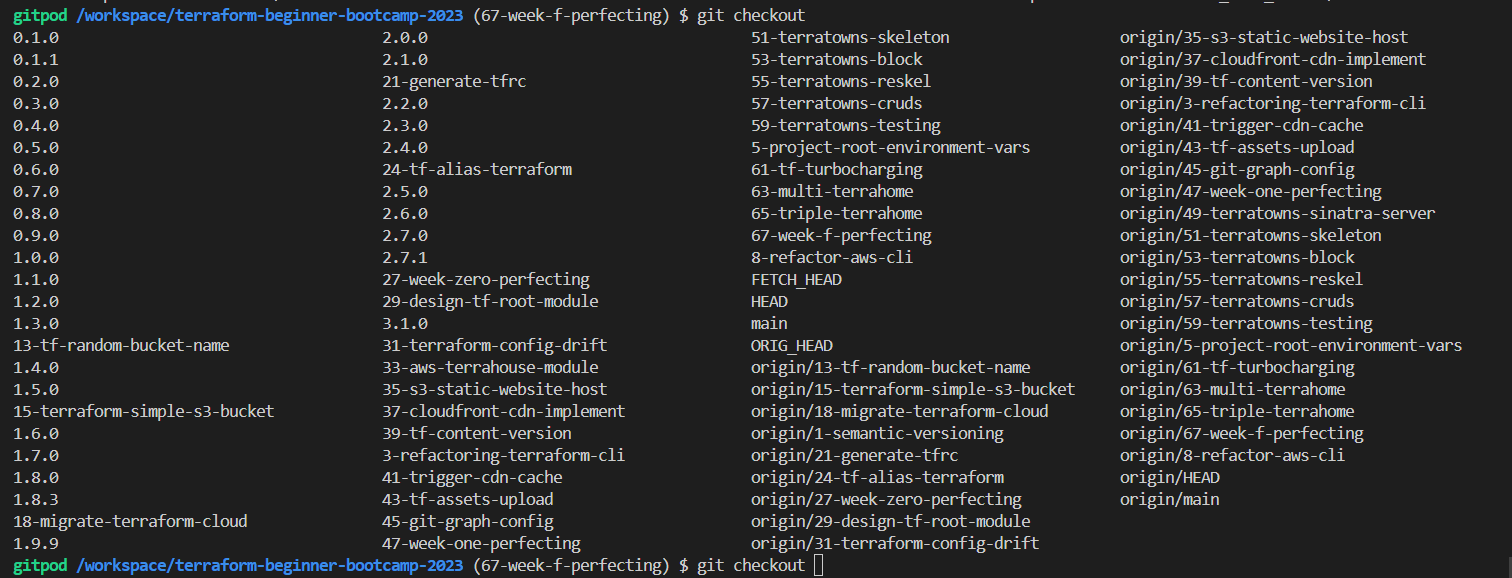 gitpod /workspace/terraform-beginner-bootcamp-2023 (67-week-f-perfecting) $ git checkout
0.1.0 2.0.0 51-terratowns-skeleton origin/35-s3-static-website-host
0.1.1 2.1.0 53-terratowns-block origin/37-cloudfront-cdn-implement
0.2.0 21-generate-tfrc 55-terratowns-reskel origin/39-tf-content-version
0.3.0 2.2.0 57-terratowns-cruds origin/3-refactoring-terraform-cli
0.4.0 2.3.0 59-terratowns-testing origin/41-trigger-cdn-cache
0.5.0 2.4.0 5-project-root-environment-vars origin/43-tf-assets-upload
0.6.0 24-tf-alias-terraform 61-tf-turbocharging origin/45-git-graph-config
0.7.0 2.5.0 63-multi-terrahome origin/47-week-one-perfecting
0.8.0 2.6.0 65-triple-terrahome origin/49-terratowns-sinatra-server
0.9.0 2.7.0 67-week-f-perfecting origin/51-terratowns-skeleton
1.0.0 2.7.1 8-refactor-aws-cli origin/53-terratowns-block
1.1.0 27-week-zero-perfecting FETCH_HEAD origin/55-terratowns-reskel
1.2.0 29-design-tf-root-module HEAD origin/57-terratowns-cruds
1.3.0 3.1.0 main origin/59-terratowns-testing
13-tf-random-bucket-name 31-terraform-config-drift ORIG_HEAD origin/5-project-root-environment-vars
1.4.0 33-aws-terrahouse-module origin/13-tf-random-bucket-name origin/61-tf-turbocharging
1.5.0 35-s3-static-website-host origin/15-terraform-simple-s3-bucket origin/63-multi-terrahome
15-terraform-simple-s3-bucket 37-cloudfront-cdn-implement origin/18-migrate-terraform-cloud origin/65-triple-terrahome
1.6.0 39-tf-content-version origin/1-semantic-versioning origin/67-week-f-perfecting
1.7.0 3-refactoring-terraform-cli origin/21-generate-tfrc origin/8-refactor-aws-cli
1.8.0 41-trigger-cdn-cache origin/24-tf-alias-terraform origin/HEAD
1.8.3 43-tf-assets-upload origin/27-week-zero-perfecting origin/main
18-migrate-terraform-cloud 45-git-graph-config origin/29-design-tf-root-module
1.9.9 47-week-one-perfecting origin/31-terraform-config-drift
gitpod /workspace/terraform-beginner-bootcamp-2023 (67-week-f-perfecting) $ git checkout